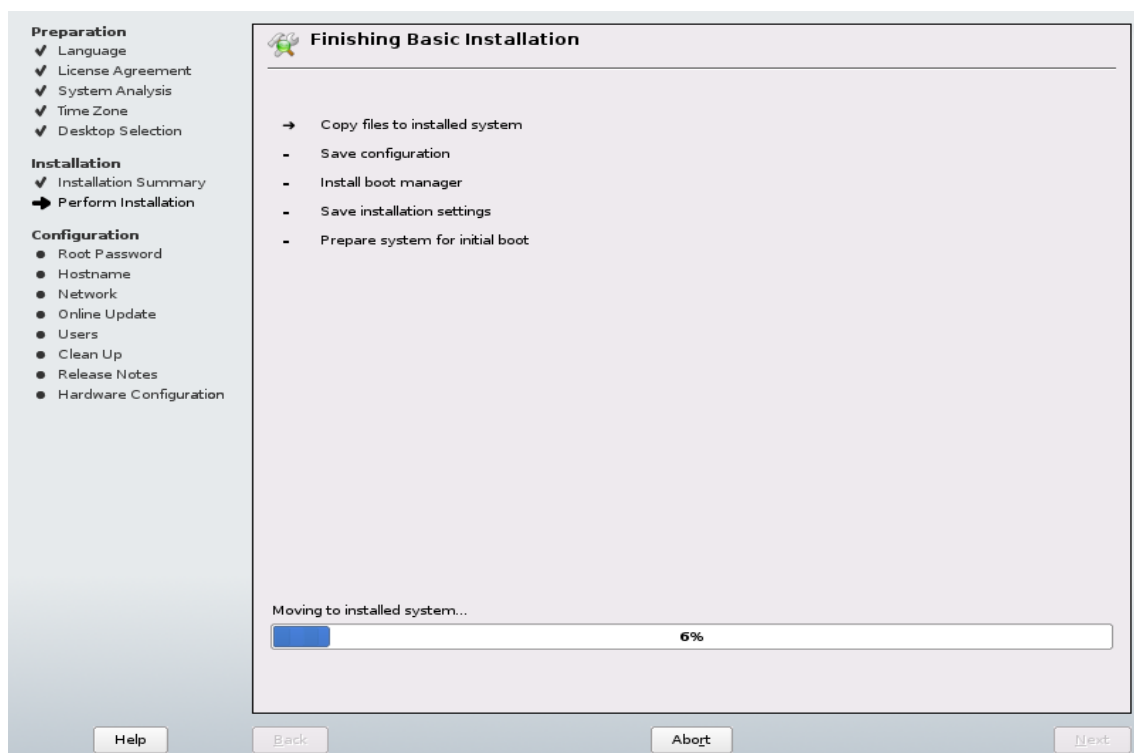 Preparation
Language
License Agreement
System Analysis
Time Zone
Desktop Selection
Installation
Installation Summary
Perform Installation
Configuration
Root Password
Hostname
Network
Online Update
Users
Clean Up
Release Notes
Hardware Configuration
Finishing Basic Installation
Copy files to installed system
- Save configuration
- Install boot manager
- Save installation settings
- Prepare system for initial boot
Moving to installed system...
6%
Help
Back
Abort
Next